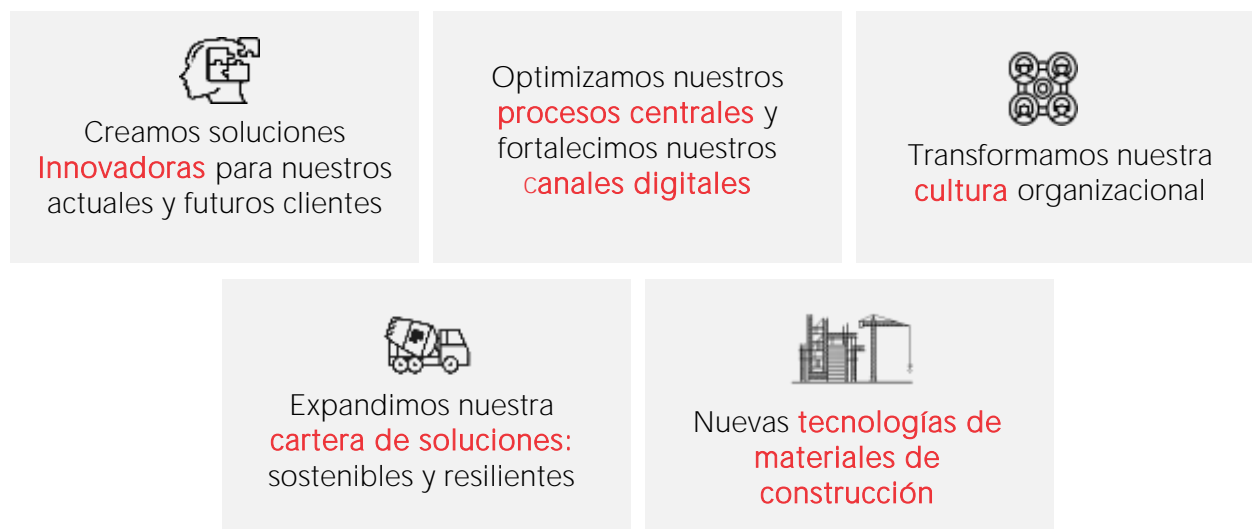 Creamos soluciones
Innovadoras para nuestros
actuales y futuros clientes
Optimizamos nuestros
procesos centrales y
fortalecimos nuestros
canales digitales
Transformamos nuestra
cultura organizacional
Expandimos nuestra
cartera de soluciones:
sostenibles y resilientes
Nuevas tecnologías de
materiales de
construcción